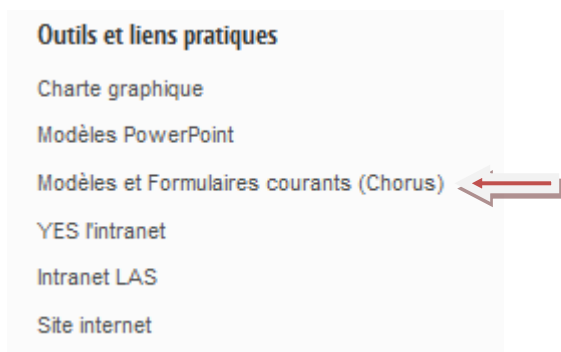 Outils et liens pratiques
Charte graphique
Modèles PowerPoint
Modèles et Formulaires courants (Chorus)
YES l'intranet
Intranet LAS
Site internet